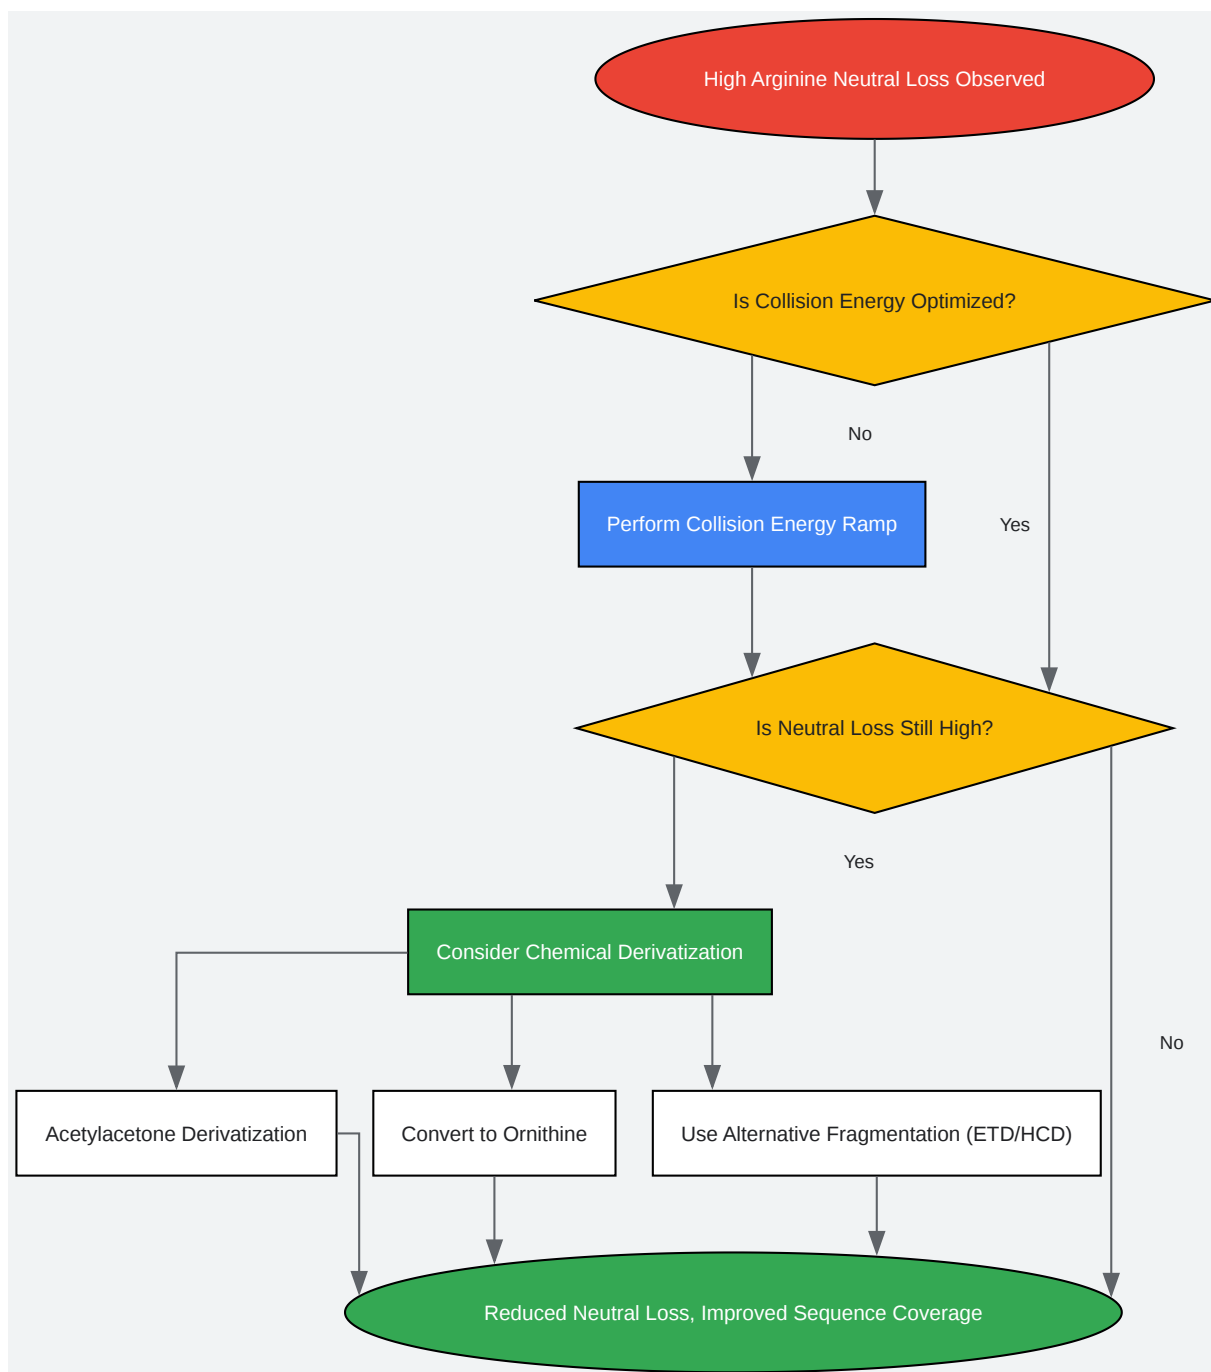 High Arginine Neutral Loss Observed
Is Collision Energy Optimized?
No
Perform Collision Energy Ramp
Yes
Is Neutral Loss Still High?
Yes
Consider Chemical Derivatization
No
Acetylacetone Derivatization
Convert to Ornithine
Use Alternative Fragmentation (ETD/HCD)
Reduced Neutral Loss, Improved Sequence Coverage